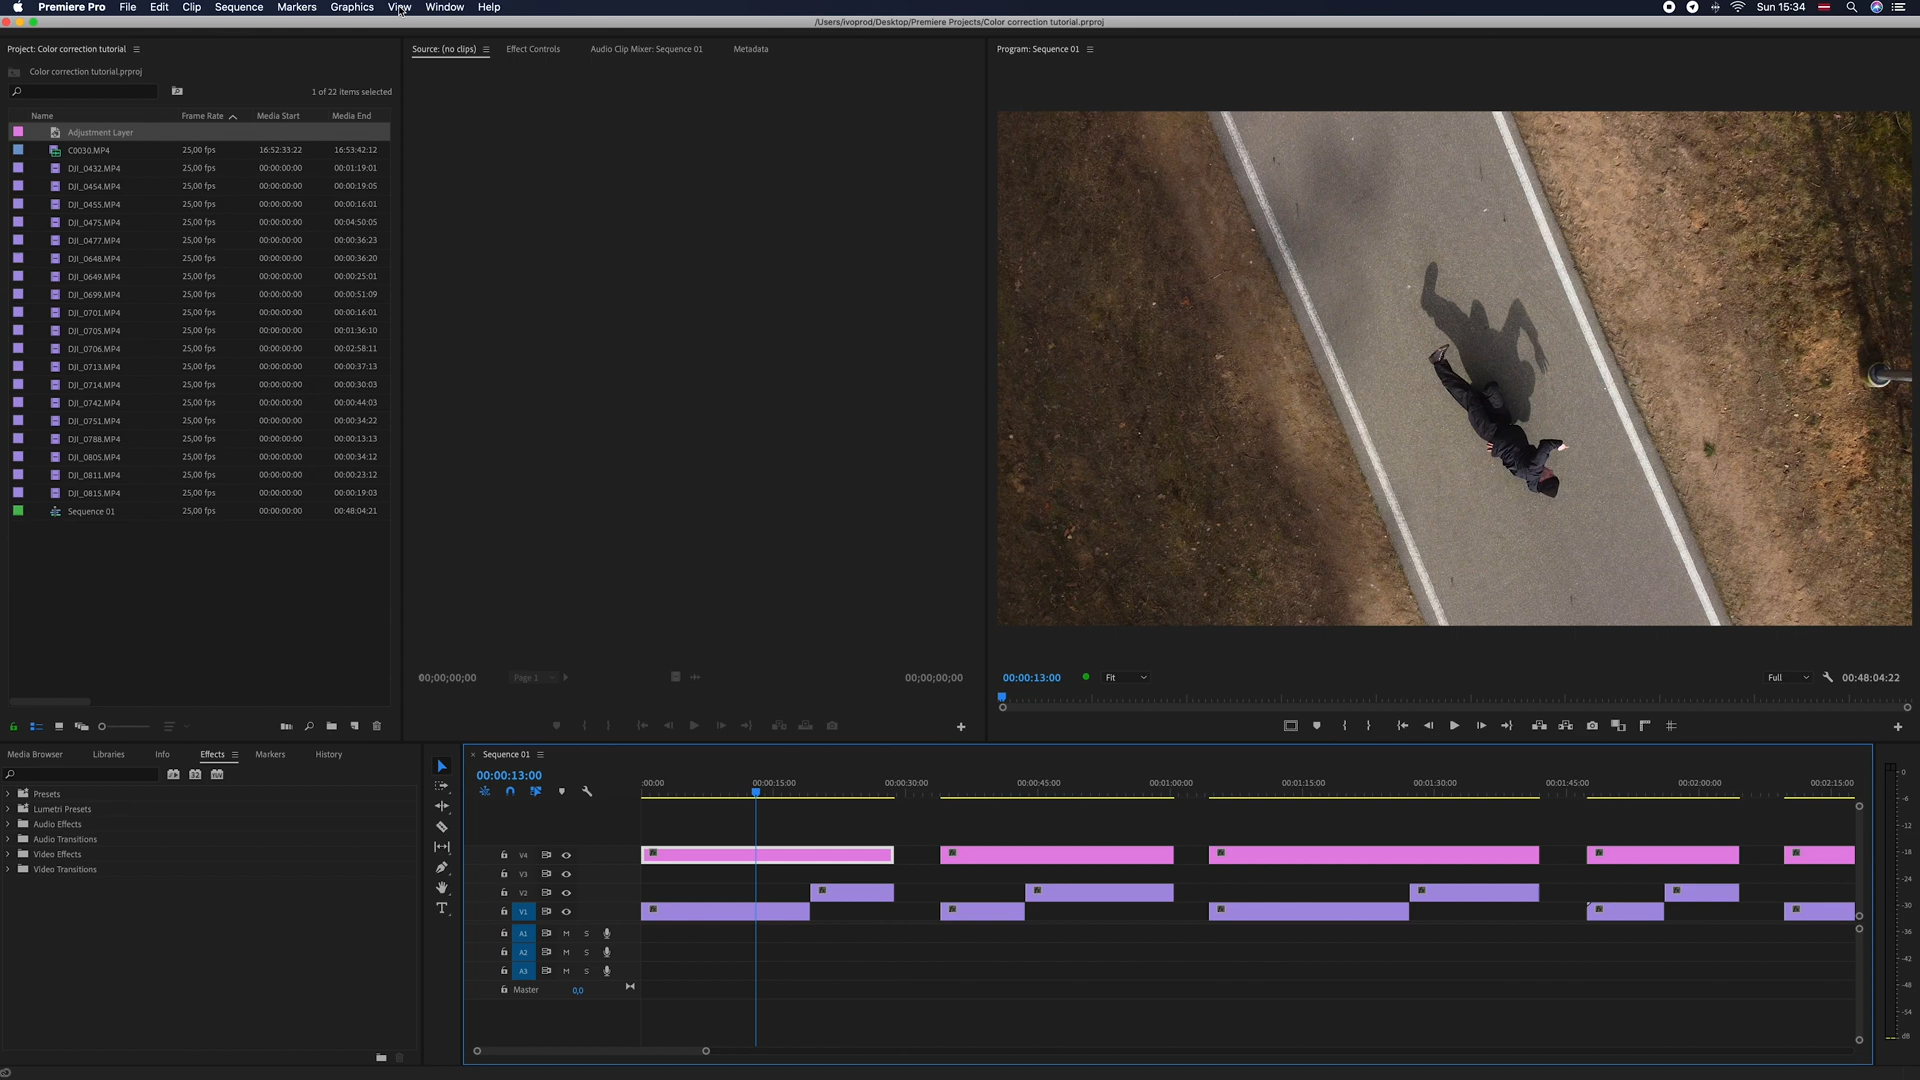 Premiere Pro File Edit Clip Sequence Markers Graphics View Window Help Sun 15:34
/Users/ivoprod/Desktop/Premiere Projects/Color correction tutorial.prproj
Project: Color correction tutorial
Color correction tutorial.prproj
1 of 22 items selected
Name Frame Rate Media Start Media End
Adjustment Layer
C0030.MP4 25,00 fps 16:52:33:22 16:53:42:12
DJI_0432.MP4 25,00 fps 00:00:00:00 00:01:19:01
DJI_0454.MP4 25,00 fps 00:00:00:00 00:00:19:05
DJI_0455.MP4 25,00 fps 00:00:00:00 00:00:16:01
DJI_0475.MP4 25,00 fps 00:00:00:00 00:04:50:05
DJI_0477.MP4 25,00 fps 00:00:00:00 00:00:36:23
DJI_0648.MP4 25,00 fps 00:00:00:00 00:00:36:20
DJI_0649.MP4 25,00 fps 00:00:00:00 00:00:25:01
DJI_0699.MP4 25,00 fps 00:00:00:00 00:00:51:09
DJI_0701.MP4 25,00 fps 00:00:00:00 00:00:16:01
DJI_0705.MP4 25,00 fps 00:00:00:00 00:01:36:10
DJI_0706.MP4 25,00 fps 00:00:00:00 00:02:58:11
DJI_0713.MP4 25,00 fps 00:00:00:00 00:00:37:13
DJI_0714.MP4 25,00 fps 00:00:00:00 00:00:30:03
DJI_0742.MP4 25,00 fps 00:00:00:00 00:00:44:03
DJI_0751.MP4 25,00 fps 00:00:00:00 00:00:34:22
DJI_0788.MP4 25,00 fps 00:00:00:00 00:00:13:13
DJI_0805.MP4 25,00 fps 00:00:00:00 00:00:34:12
DJI_0811.MP4 25,00 fps 00:00:00:00 00:00:23:12
DJI_0815.MP4 25,00 fps 00:00:00:00 00:00:19:03
Sequence 01 25,00 fps 00:00:00:00 00:48:04:21
Source: (no clips) Effect Controls Audio Clip Mixer: Sequence 01 Metadata
00;00;00;00 Page 1 00;00;00;00
Program: Sequence 01
00:00:13:00 Fit Full 00:48:04:22
Media Browser Libraries Info Effects Markers History
Presets
Lumetri Presets
Audio Effects
Audio Transitions
Video Effects
Video Transitions
Sequence 01
00:00:13:00
:00:00 00:00:15:00 00:00:30:00 00:00:45:00 00:01:00:00 00:01:15:00 00:01:30:00 00:01:45:00 00:02:00:00 00:02:15:00
V4
V3
V2
V1
A1 M S
A2 M S
A3 M S
Master 0,0
0
-6
-12
-18
-24
-30
-36
-42
-48
-54
dB